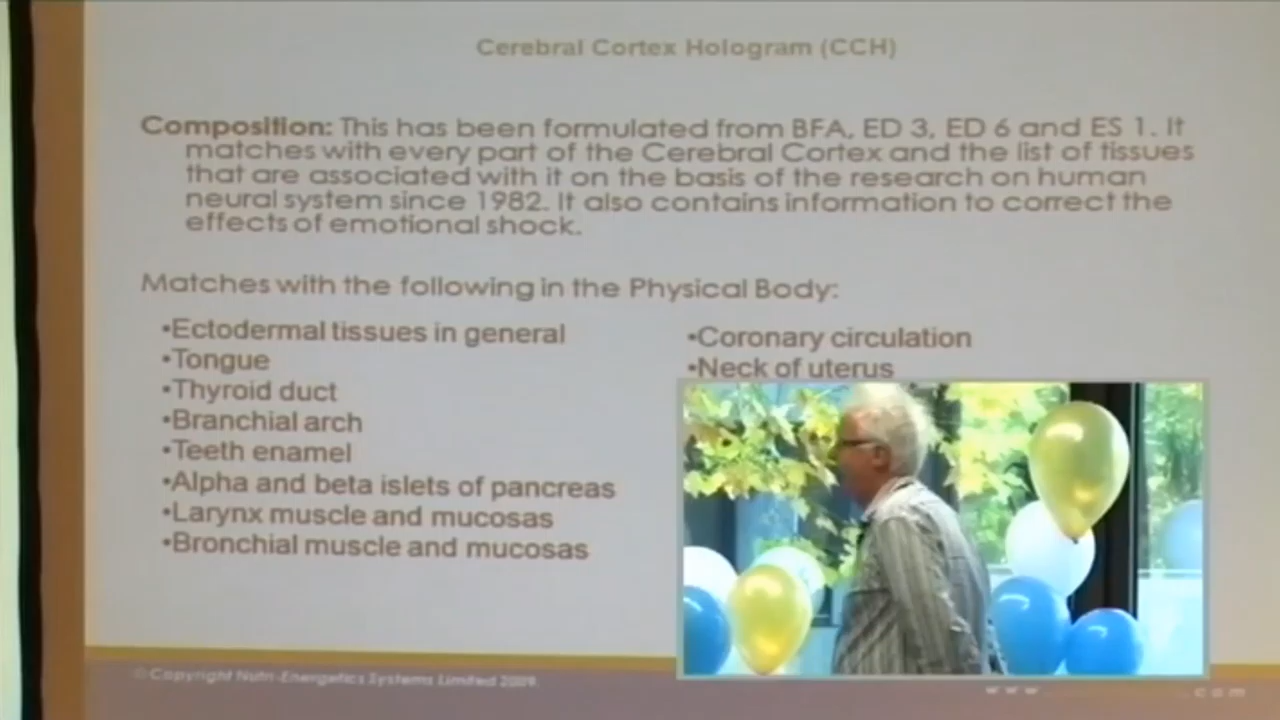 Cerebral Cortex Hologram (CCH)
Composition: This has been formulated from BFA, ED 3, ED 6 and ES 1. It
matches with every part of the Cerebral Cortex and the list of tissues
that are associated with it on the basis of the research on human
neural system since 1982. It also contains information to correct the
effects of emotional shock.
Matches with the following in the Physical Body:
•Ectodermal tissues in general
•Tongue
•Thyroid duct
•Branchial arch
•Teeth enamel
•Alpha and beta islets of pancreas
•Larynx muscle and mucosas
•Bronchial muscle and mucosas
•Coronary circulation
•Neck of uterus
© Copyright Nutri-Energetics Systems Limited 2009.
www .com